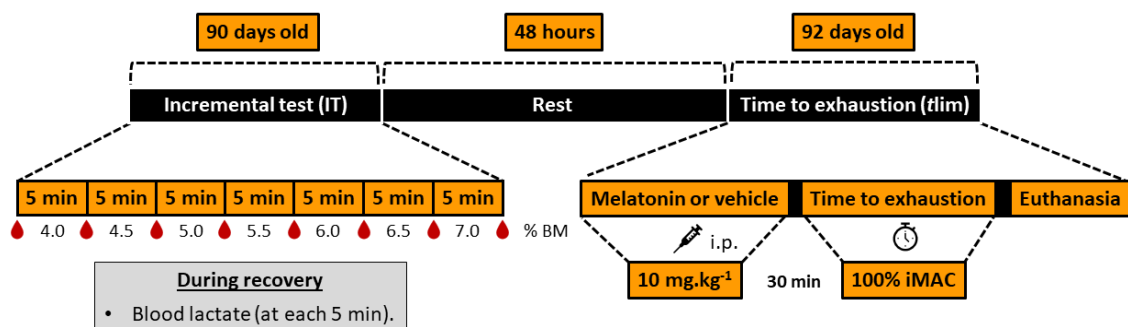 90 days old 48 hours 92 days old
Incremental test (IT) Rest Time to exhaustion (tlim)
5 min 5 min 5 min 5 min 5 min 5 min 5 min Melatonin or vehicle Time to exhaustion Euthanasia
4.0 4.5 5.0 5.5 6.0 6.5 7.0 % BM i.p.
10 mg.kg⁻¹ 30 min 100% iMAC
During recovery
• Blood lactate (at each 5 min).